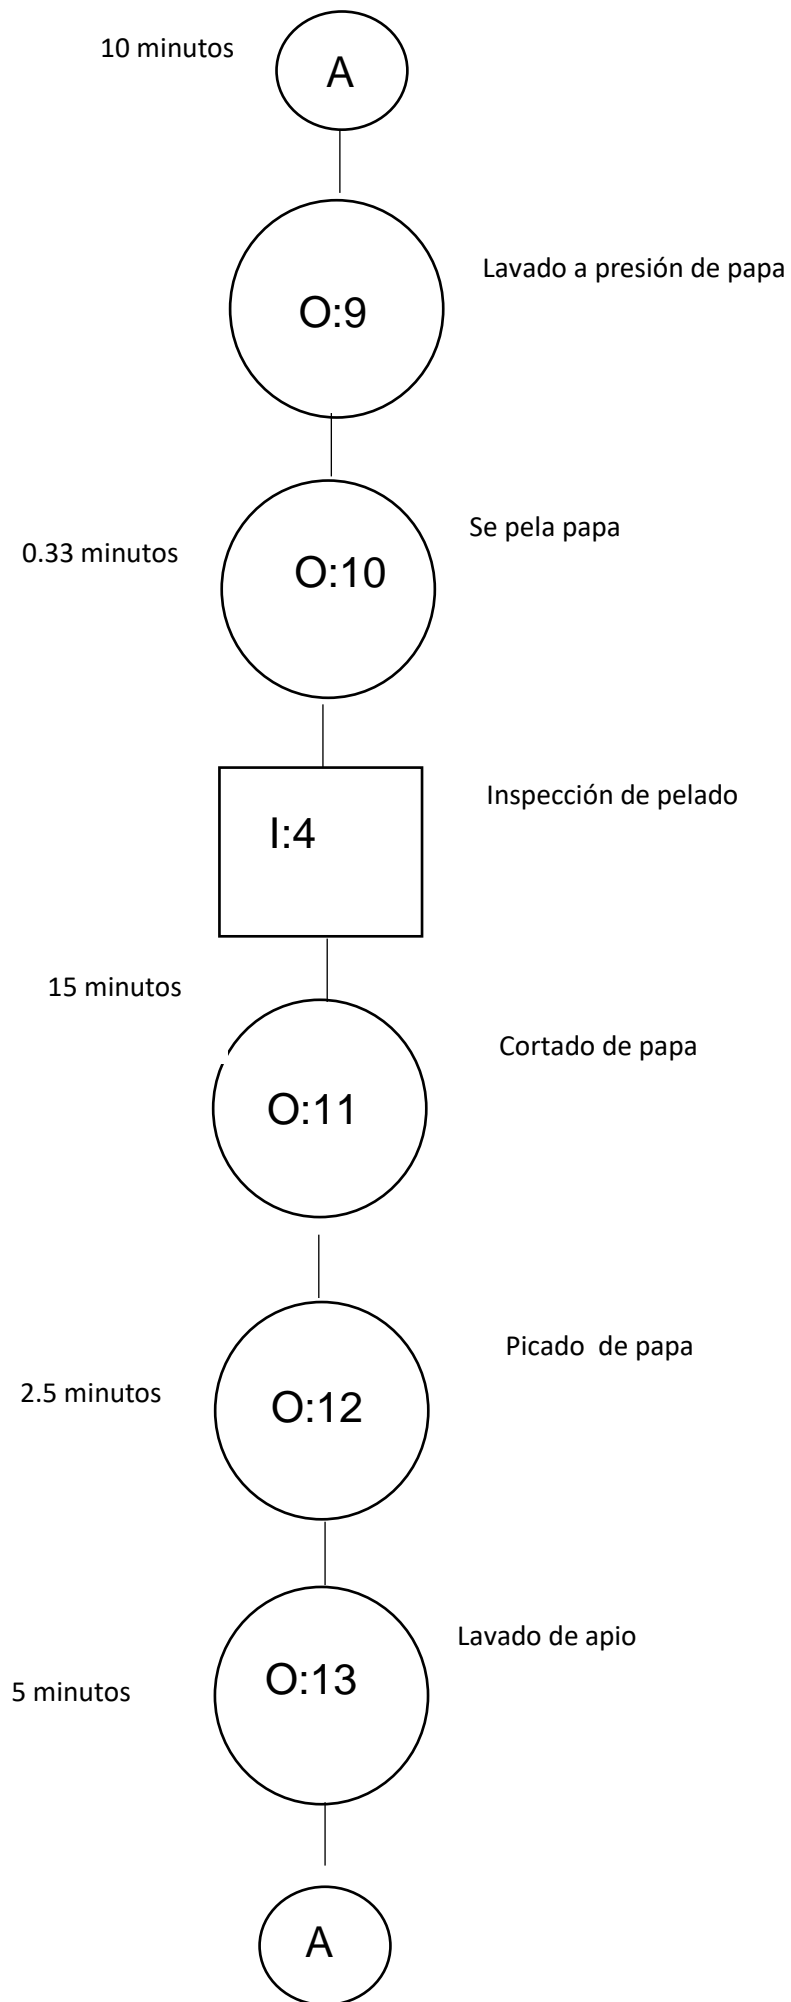 10 minutos
A
Lavado a presión de papa
O:9
Se pela papa
0.33 minutos
O:10
Inspección de pelado
I:4
15 minutos
Cortado de papa
O:11
Picado  de papa
2.5 minutos
O:12
Lavado de apio
O:13
5 minutos
A